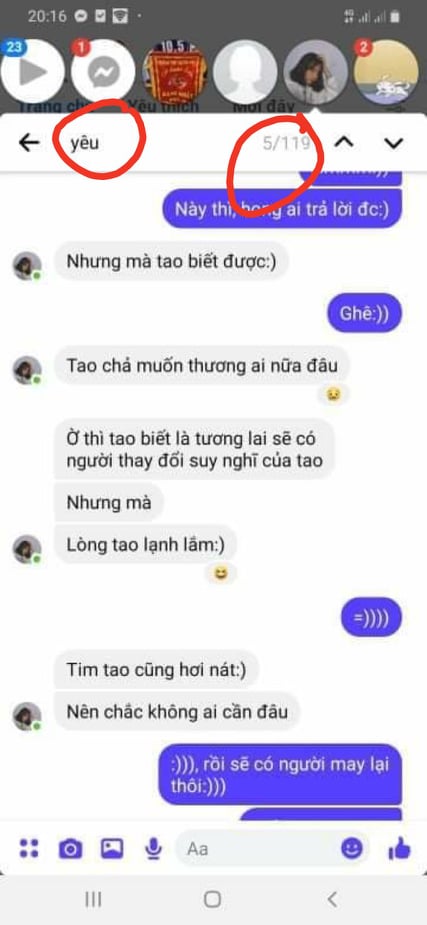 20:16
23
1
10.5
2
Trang chủ Yêu thích Mới đây
yêu
5/119
Này thì, hong ai trả lời đc:)
Nhưng mà tao biết được:)
Ghê:))
Tao chả muốn thương ai nữa đâu
Ờ thì tao biết là tương lai sẽ có
người thay đổi suy nghĩ của tao
Nhưng mà
Lòng tao lạnh lắm:)
=))))
Tim tao cũng hơi nát:)
Nên chắc không ai cần đâu
:))), rồi sẽ có người may lại
thôi:)))
Aa